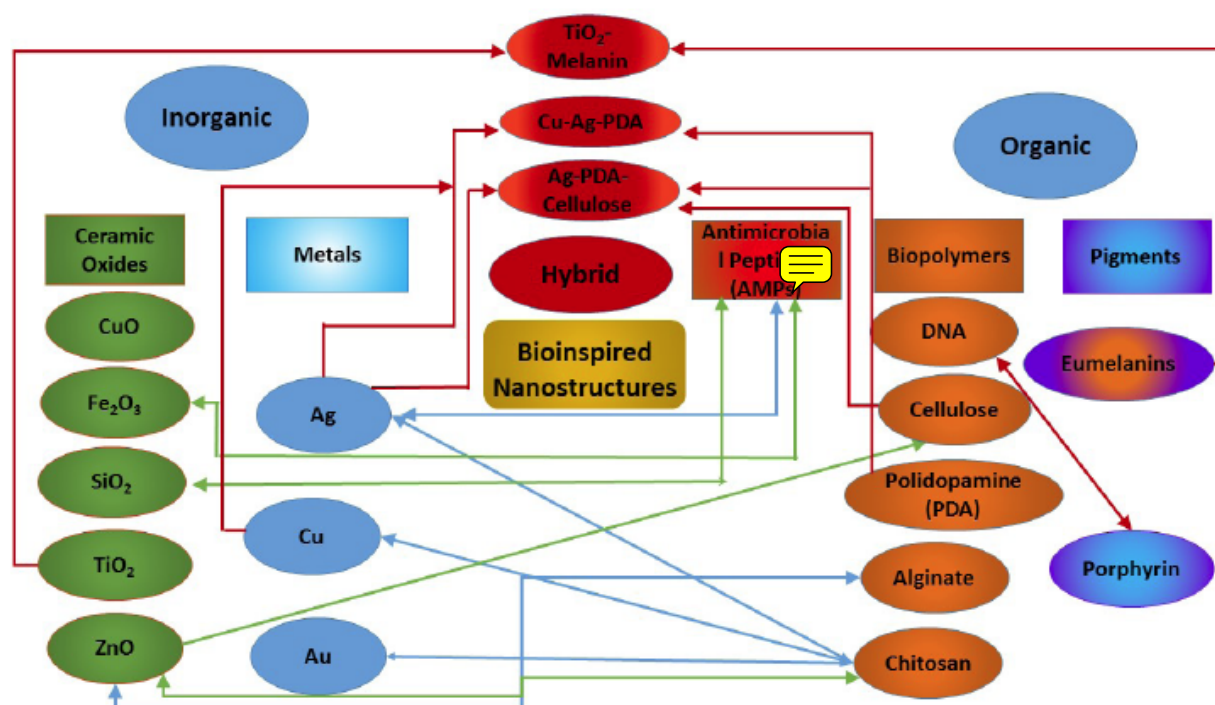 TiO₂-
Melanin
Inorganic
Cu-Ag-PDA
Organic
Ag-PDA-
Cellulose
Ceramic
Oxides
Metals
Hybrid
Antimicrobia
l Pepti
(AMPs)
Biopolymers
Pigments
CuO
Bioinspired
Nanostructures
DNA
Eumelanins
Fe₂O₃
Ag
Cellulose
SiO₂
Polidopamine
(PDA)
Cu
TiO₂
Alginate
Porphyrin
ZnO
Au
Chitosan